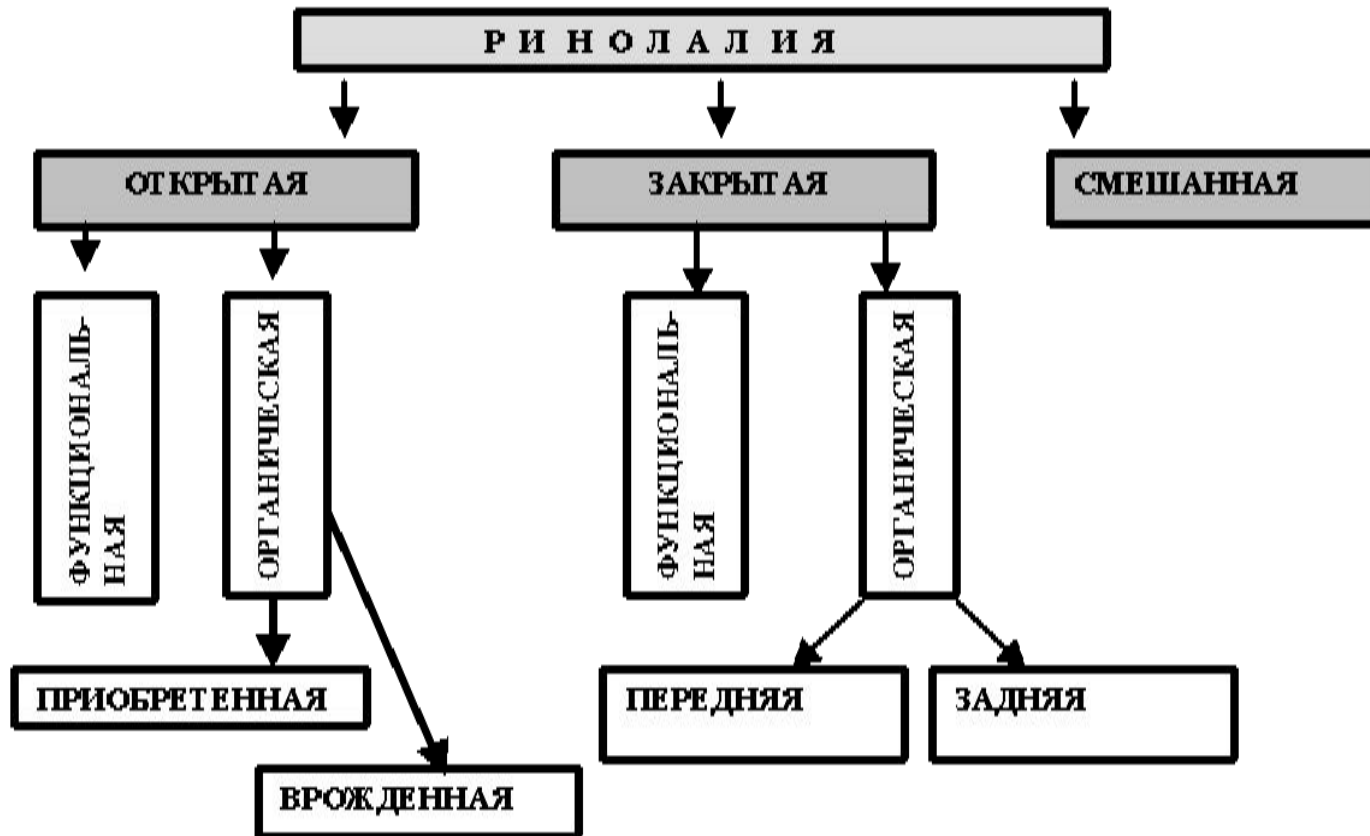 РИНОЛАЛИЯ
ОТКРЫТАЯ
ЗАКРЫТАЯ
СМЕШАННАЯ
ФУНКЦИОНАЛЬ-
НАЯ
ОРГАНИЧЕСКАЯ
ФУНКЦИОНАЛЬ-
НАЯ
ОРГАНИЧЕСКАЯ
ПРИОБРЕТЕННАЯ
ПЕРЕДНЯЯ
ЗАДНЯЯ
ВРОЖДЕННАЯ